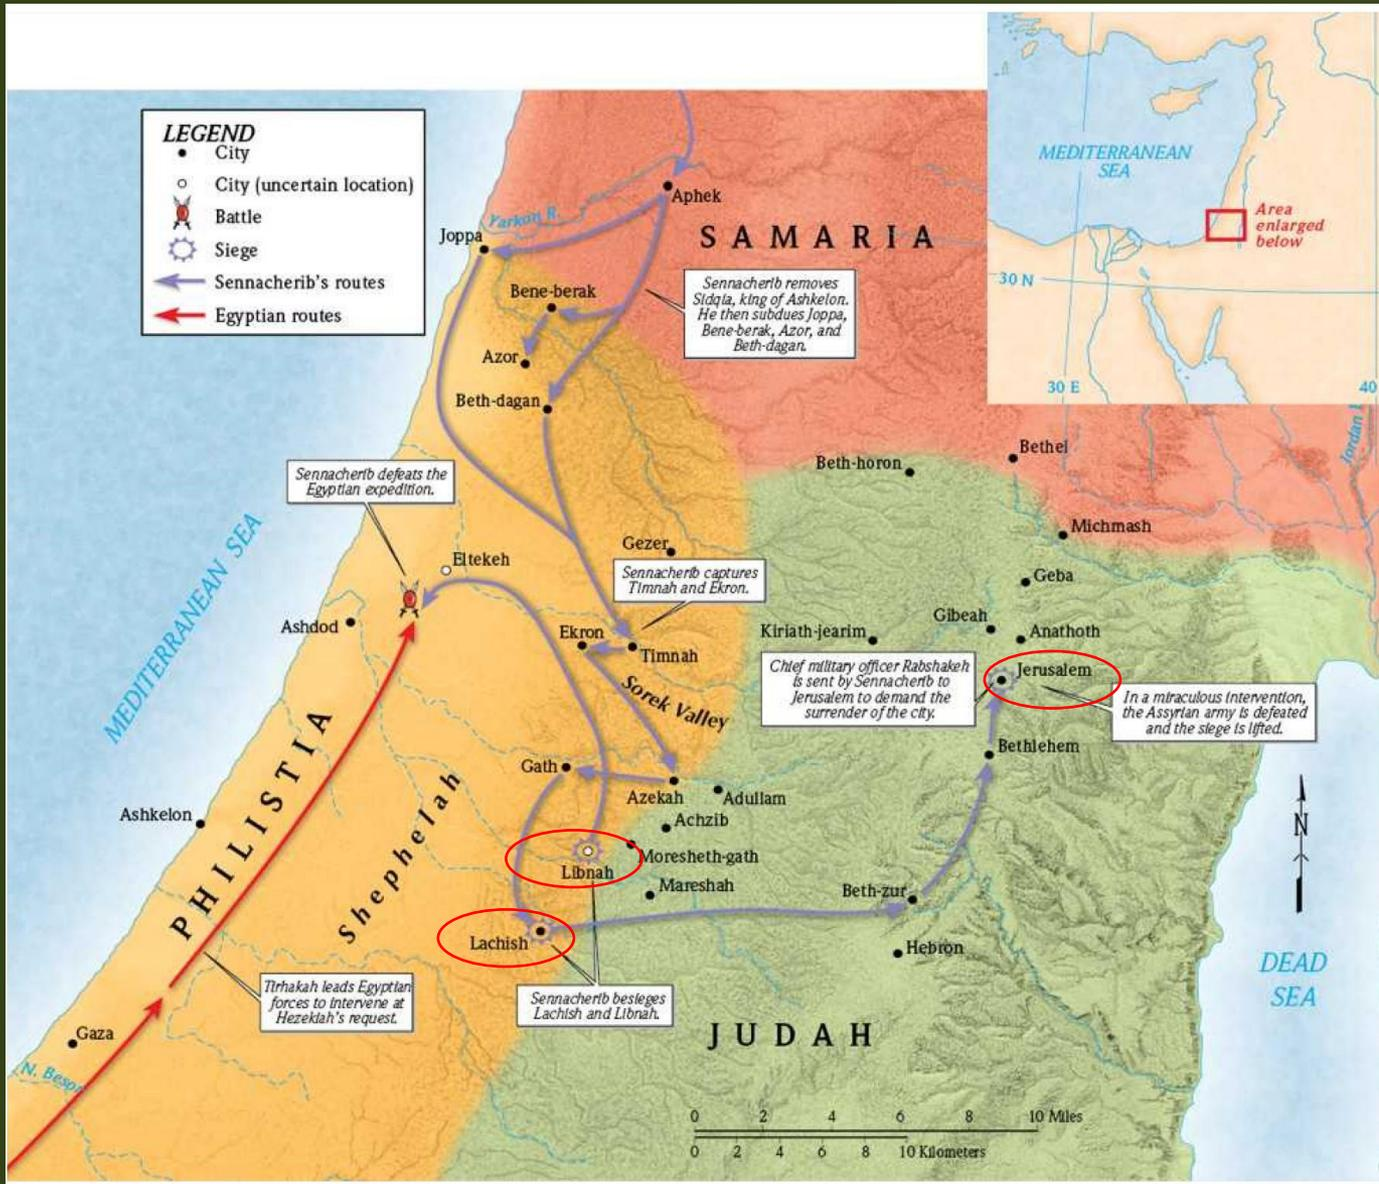 LEGEND
City
City (uncertain location)
Battle
Siege
Sennacherib's routes
Egyptian routes
MEDITERRANEAN
SEA
Area
enlarged
below
30 N
30 E
40
Aphek
Yarkon R.
SAMARIA
Joppa
Bene-berak
Sennacherib removes
Sidqia, king of Ashkelon.
He then subdues Joppa,
Bene-berak, Azor, and
Beth-dagan.
Azor
Beth-dagan
Bethel
Beth-horon
Jordan
Sennacherib defeats the
Egyptian expedition.
MEDITERRANEAN SEA
Michmash
Gezer
Eltekeh
Sennacherib captures
Timnah and Ekron.
Geba
Gibeah
Anathoth
Ashdod
Ekron
Timnah
Kiriath-jearim
Sorek Valley
Chief military officer Rabshakeh
is sent by Sennacherib to
Jerusalem to demand the
surrender of the city.
Jerusalem
In a miraculous intervention,
the Assyrian army is defeated
and the siege is lifted.
Bethlehem
PHILISTIA
Shephelah
Gath
Azekah
Adullam
Ashkelon
Achzib
Moresheth-gath
Libnah
Mareshah
Beth-zur
N
Lachish
Hebron
DEAD
SEA
Tirhakah leads Egyptian
forces to intervene at
Hezekiah's request.
Sennacherib besieges
Lachish and Libnah.
JUDAH
Gaza
N. Besor
0 2 4 6 8 10 Miles
0 2 4 6 8 10 Kilometers